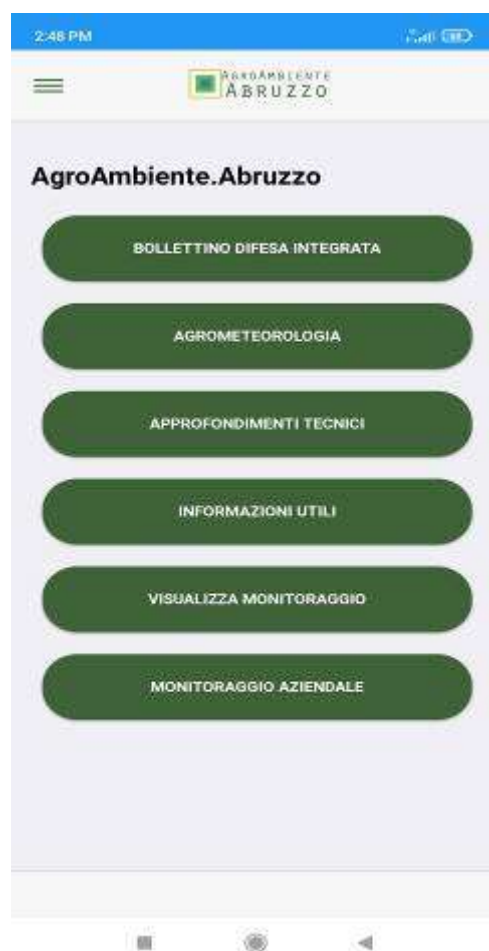 2:48 PM
AGROAMBIENTE
ABRUZZO
AgroAmbiente.Abruzzo
BOLLETTINO DIFESA INTEGRATA
AGROMETEOROLOGIA
APPROFONDIMENTI TECNICI
INFORMAZIONI UTILI
VISUALIZZA MONITORAGGIO
MONITORAGGIO AZIENDALE